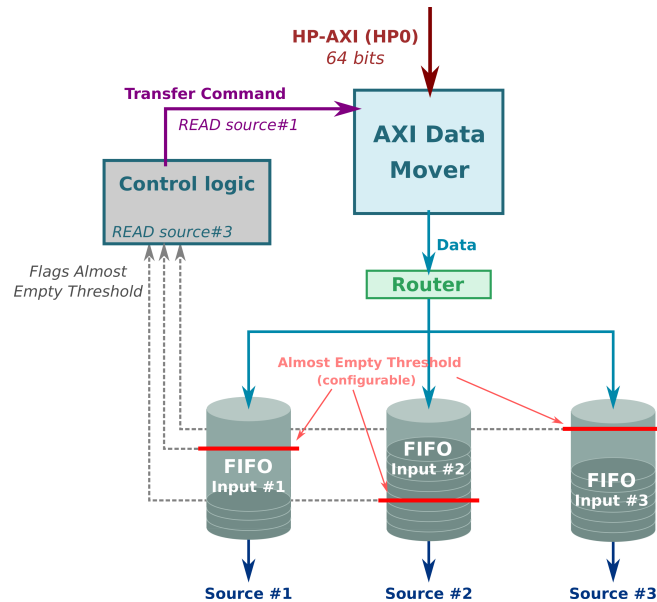 HP-AXI (HP0)
64 bits
Transfer Command
READ source#1
AXI Data
Mover
Control logic
READ source#3
Flags Almost
Empty Threshold
Data
Router
Almost Empty Threshold
(configurable)
FIFO
Input #1
FIFO
Input #2
FIFO
Input #3
Source #1
Source #2
Source #3